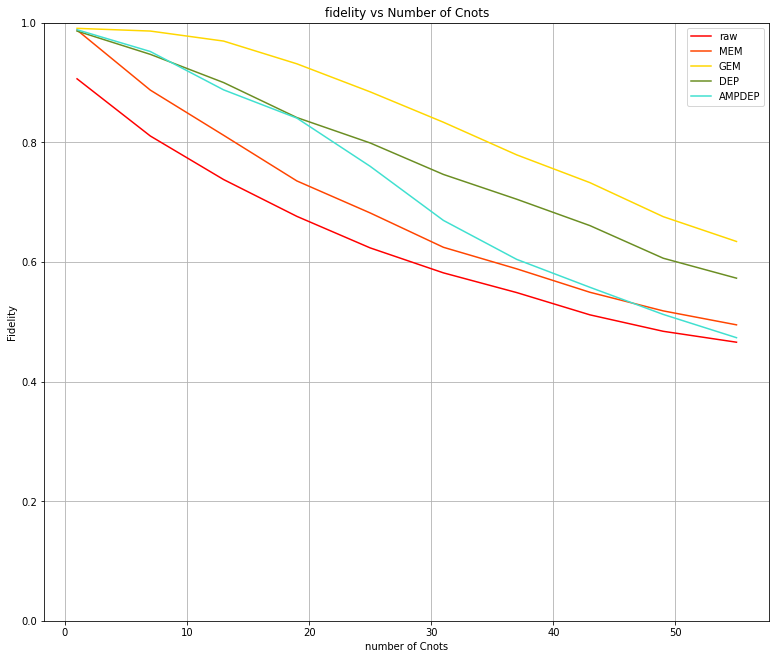 fidelity vs Number of Cnots
raw
MEM
GEM
DEP
AMPDEP
Fidelity
1.0
0.8
0.6
0.4
0.2
0.0
0 10 20 30 40 50
number of Cnots